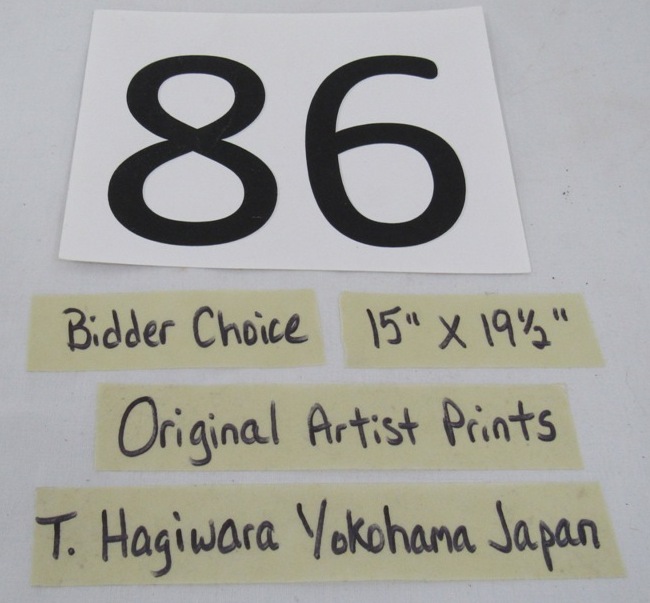 86
Bidder Choice 15" X 19½"
Original Artist Prints
T. Hagiwara Yokohama Japan